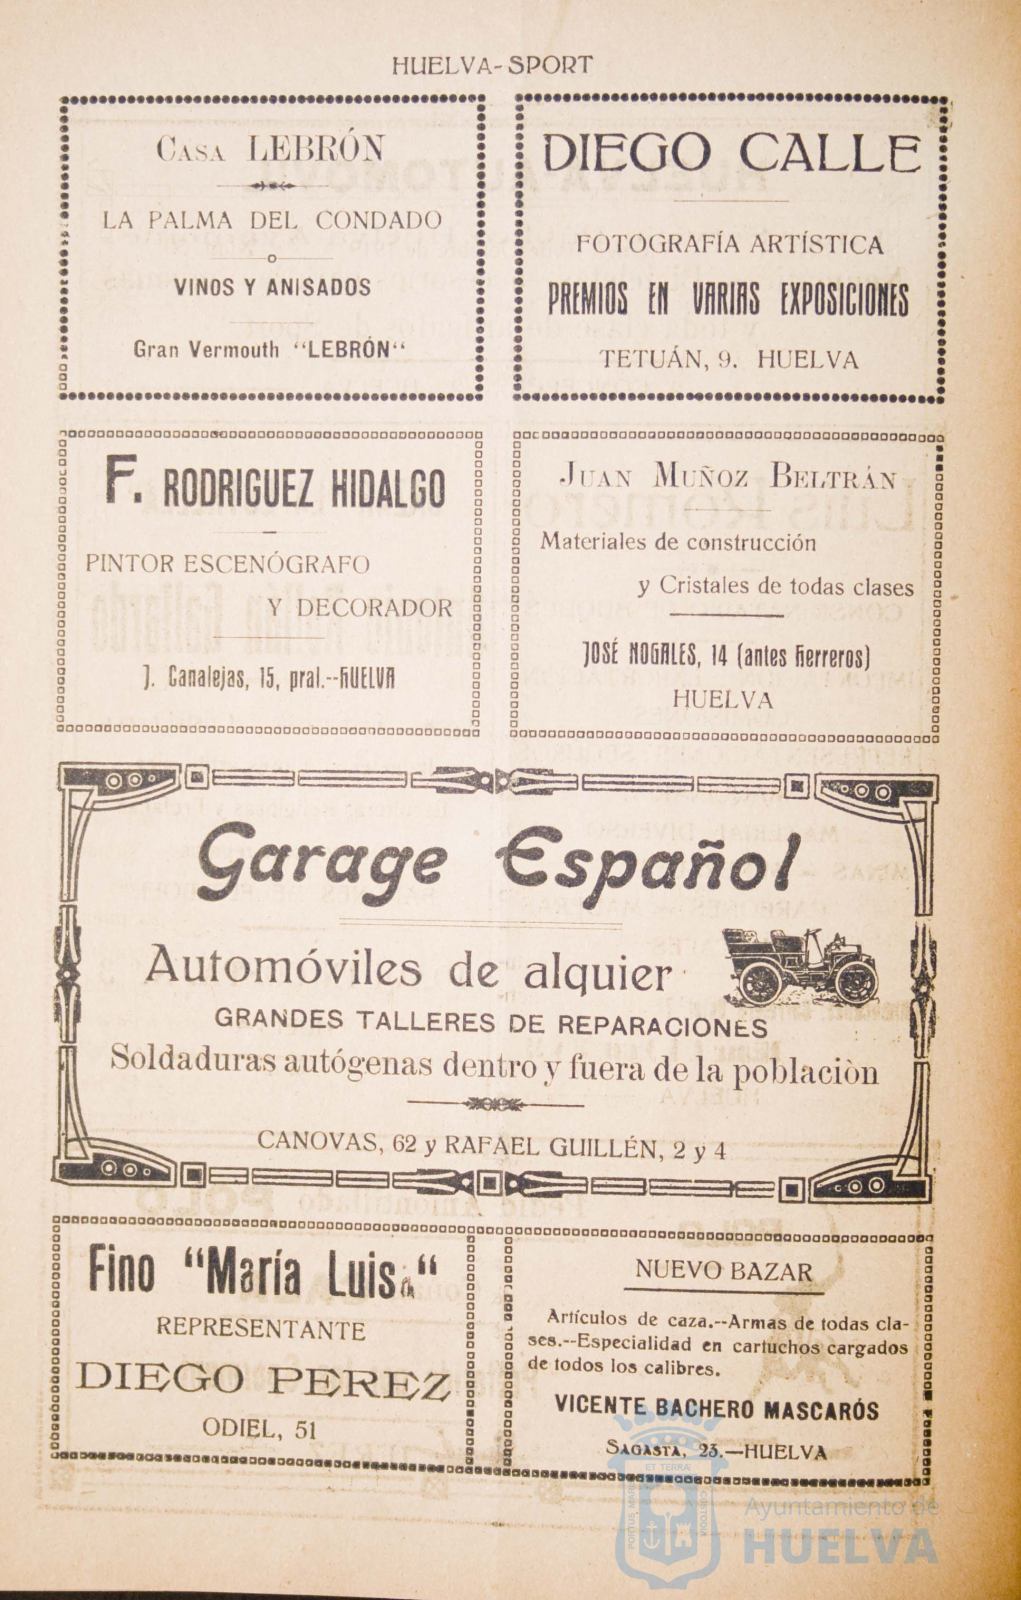 HUELVA-SPORT
CASA LEBRÓN
LA PALMA DEL CONDADO
VINOS Y ANISADOS
Gran Vermouth "LEBRÓN"
DIEGO CALLE
FOTOGRAFÍA ARTÍSTICA
PREMIOS EN VARIAS EXPOSICIONES
TETUÁN, 9. HUELVA
F. RODRIGUEZ HIDALGO
PINTOR ESCENÓGRAFO
Y DECORADOR
J. Canalejas, 15, pral.--HUELVA
JUAN MUÑOZ BELTRÁN
Materiales de construcción
y Cristales de todas clases
JOSÉ NOGALES, 14 (antes Herreros)
HUELVA
Garage Español
Automóviles de alquier
GRANDES TALLERES DE REPARACIONES
Soldaduras autógenas dentro y fuera de la poblaciòn
CANOVAS, 62 y RAFAEL GUILLÉN, 2 y 4
Fino "María Luisa"
REPRESENTANTE
DIEGO PEREZ
ODIEL, 51
NUEVO BAZAR
Artículos de caza.--Armas de todas cla-
ses.--Especialidad en cartuchos cargados
de todos los calibres.
VICENTE BACHERO MASCARÓS
SAGASTA, 23.—HUELVA
Ayuntamiento de
HUELVA